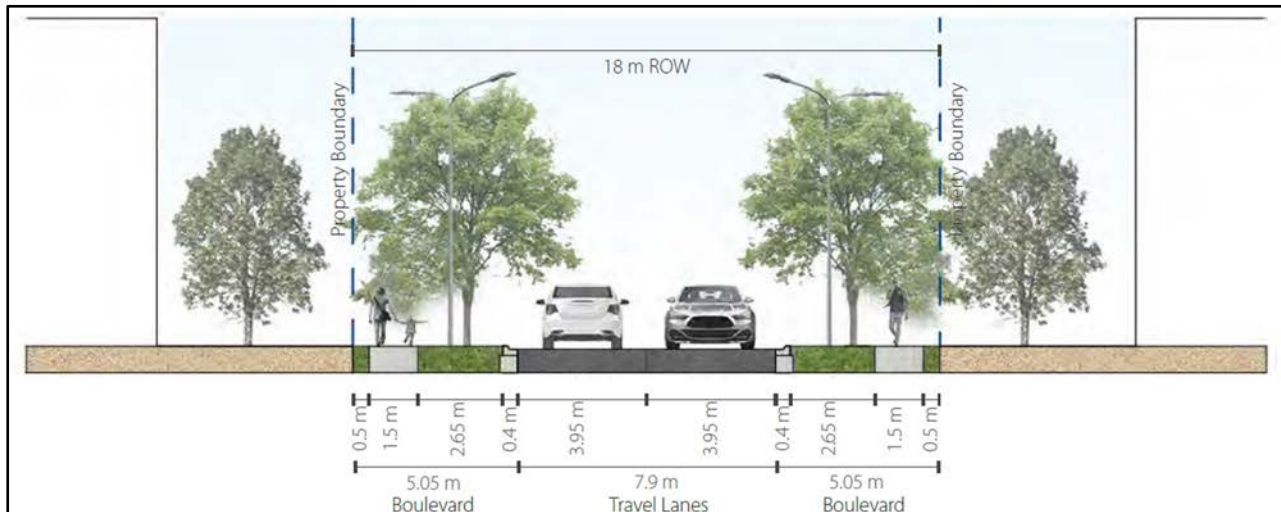 18 m ROW
Property Boundary
Property Boundary
0.5 m
1.5 m
2.65 m
0.4 m
3.95 m
3.95 m
0.4 m
2.65 m
1.5 m
0.5 m
5.05 m
Boulevard
7.9 m
Travel Lanes
5.05 m
Boulevard